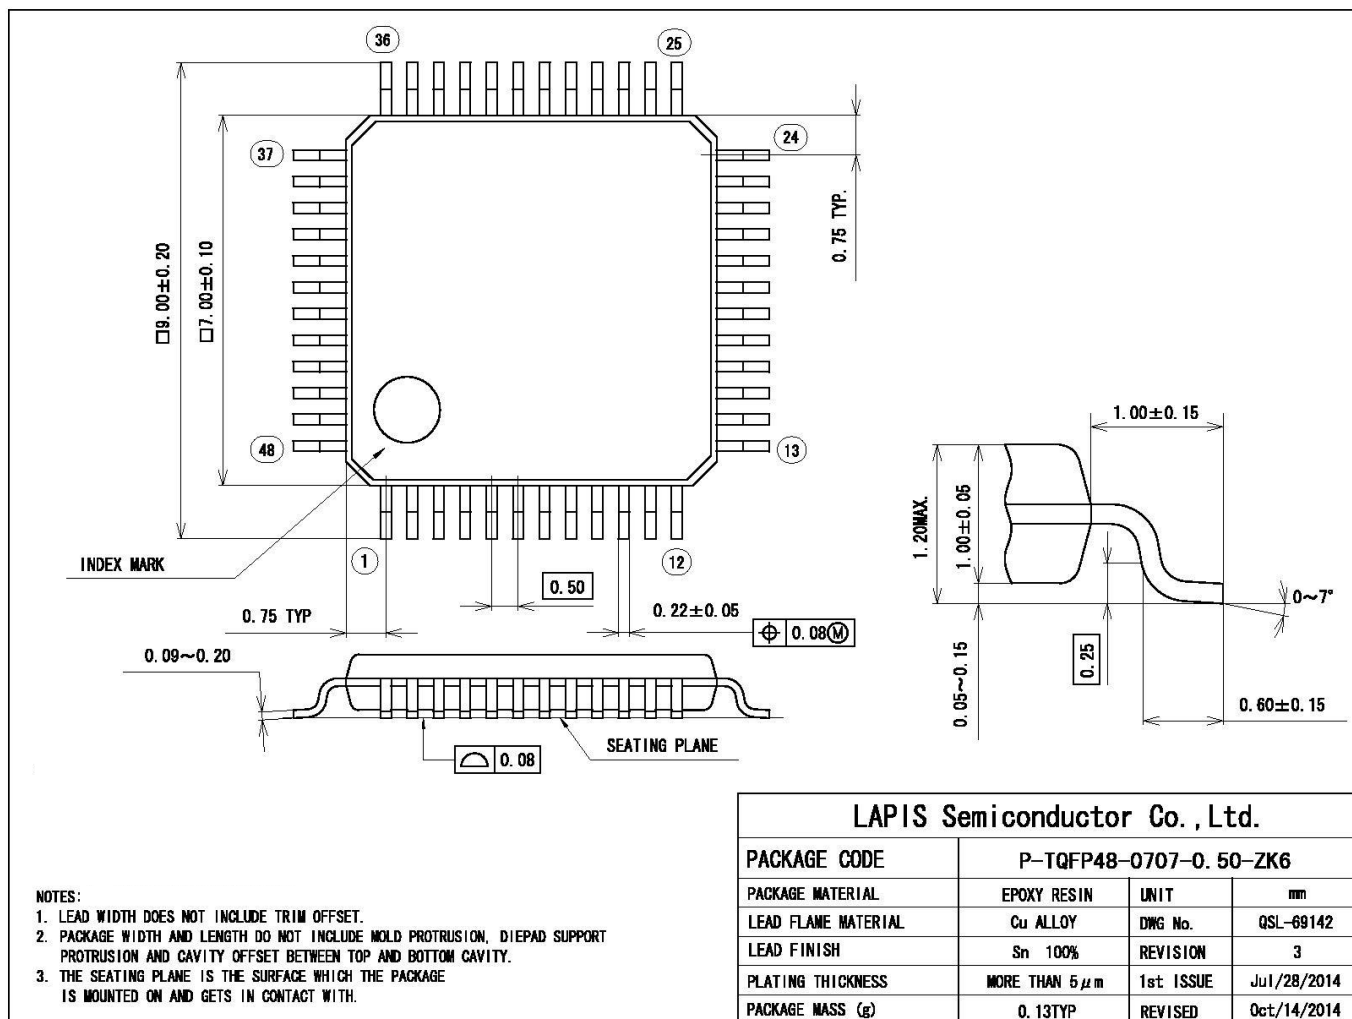 36
25
37
24
0.75 TYP.
□9.00±0.20
□7.00±0.10
48
13
INDEX MARK
1
12
0.50
0.75 TYP
0.22±0.05
⌖ 0.08Ⓜ
0.09~0.20
SEATING PLANE
⌓ 0.08
1.00±0.15
1.20MAX.
1.00±0.05
0~7°
0.05~0.15
0.25
0.60±0.15
NOTES:
1. LEAD WIDTH DOES NOT INCLUDE TRIM OFFSET.
2. PACKAGE WIDTH AND LENGTH DO NOT INCLUDE MOLD PROTRUSION, DIEPAD SUPPORT
PROTRUSION AND CAVITY OFFSET BETWEEN TOP AND BOTTOM CAVITY.
3. THE SEATING PLANE IS THE SURFACE WHICH THE PACKAGE
IS MOUNTED ON AND GETS IN CONTACT WITH.
LAPIS Semiconductor Co.,Ltd.
PACKAGE CODE P-TQFP48-0707-0.50-ZK6
PACKAGE MATERIAL EPOXY RESIN UNIT mm
LEAD FLAME MATERIAL Cu ALLOY DWG No. QSL-69142
LEAD FINISH Sn 100% REVISION 3
PLATING THICKNESS MORE THAN 5μm 1st ISSUE Jul/28/2014
PACKAGE MASS (g) 0.13TYP REVISED Oct/14/2014